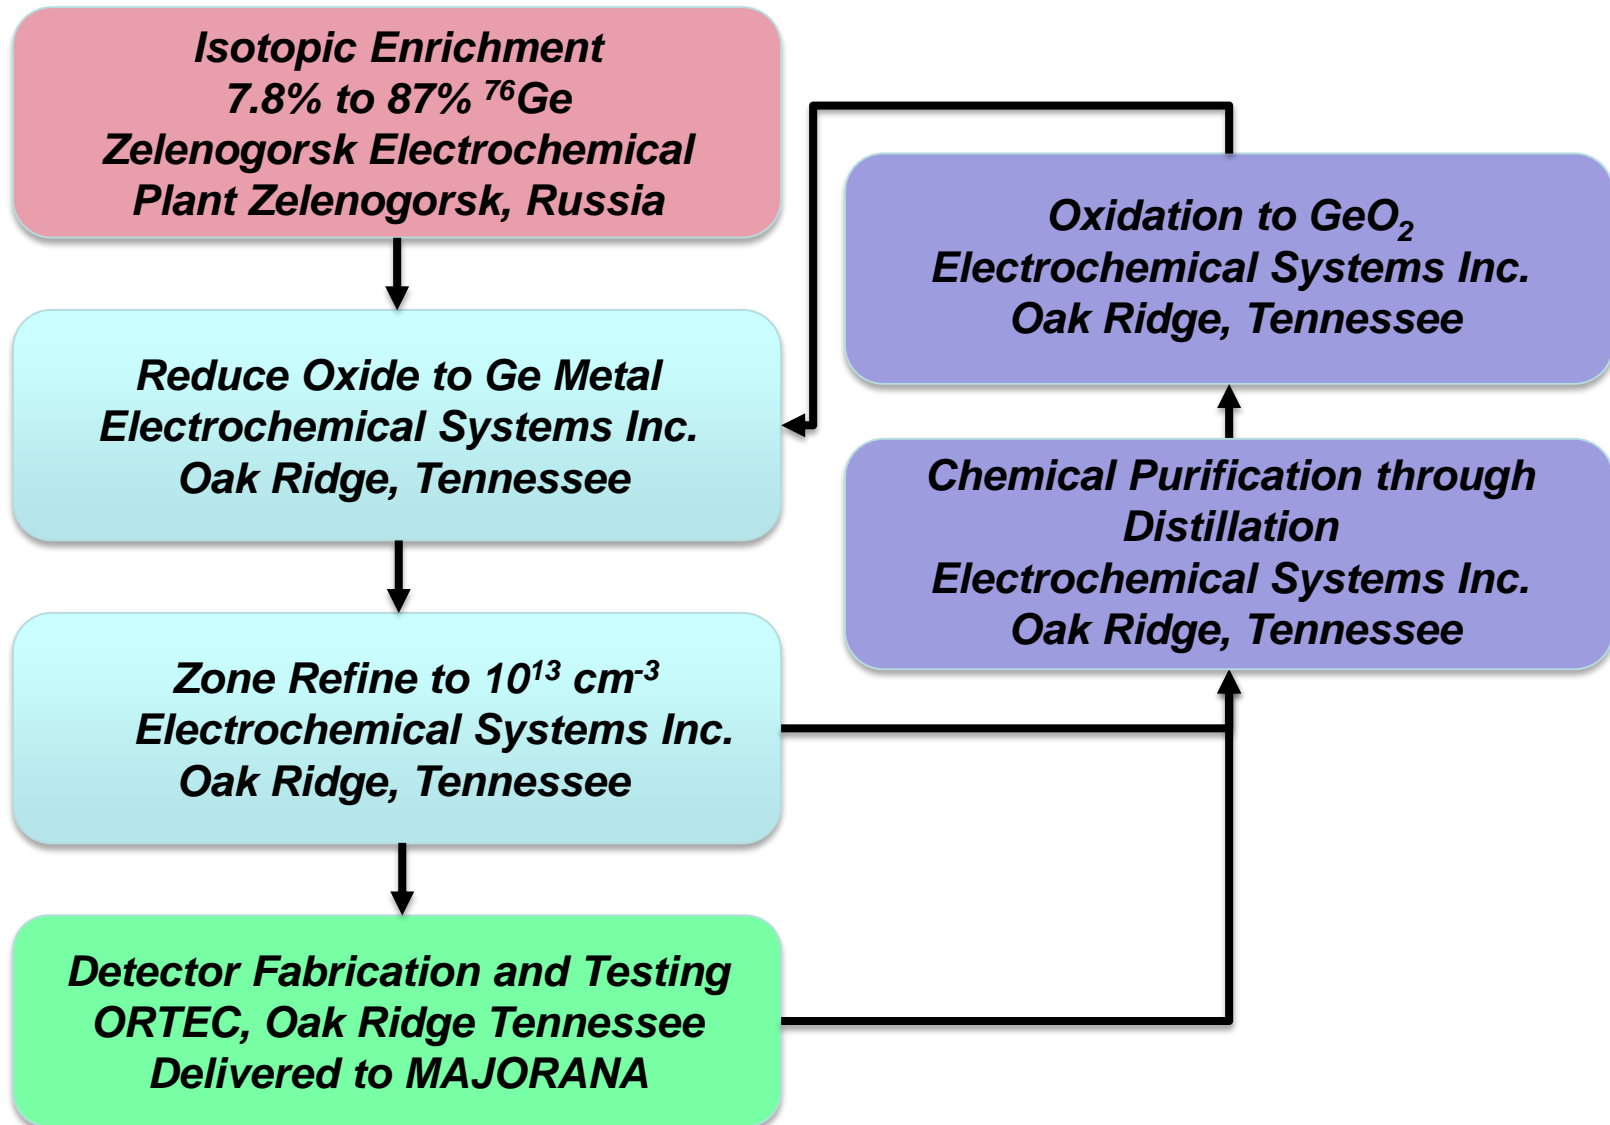 Isotopic Enrichment
7.8% to 87% ⁷⁶Ge
Zelenogorsk Electrochemical
Plant Zelenogorsk, Russia
Reduce Oxide to Ge Metal
Electrochemical Systems Inc.
Oak Ridge, Tennessee
Zone Refine to 10¹³ cm⁻³
Electrochemical Systems Inc.
Oak Ridge, Tennessee
Detector Fabrication and Testing
ORTEC, Oak Ridge Tennessee
Delivered to MAJORANA
Oxidation to GeO₂
Electrochemical Systems Inc.
Oak Ridge, Tennessee
Chemical Purification through
Distillation
Electrochemical Systems Inc.
Oak Ridge, Tennessee